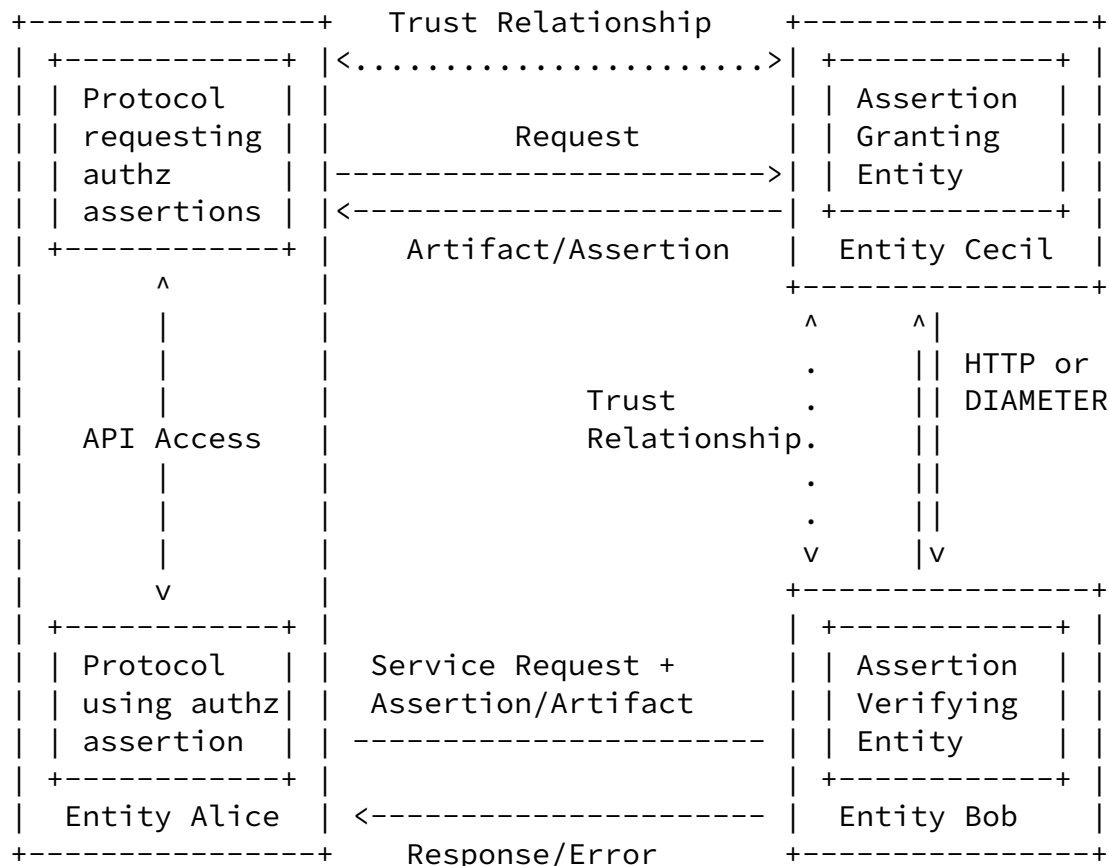 Trust Relationship
Protocol
requesting
authz
assertions
Request
Artifact/Assertion
Assertion
Granting
Entity
Entity Cecil
API Access
Trust
Relationship
HTTP or
DIAMETER
Protocol
using authz
assertion
Entity Alice
Service Request +
Assertion/Artifact
Response/Error
Assertion
Verifying
Entity
Entity Bob